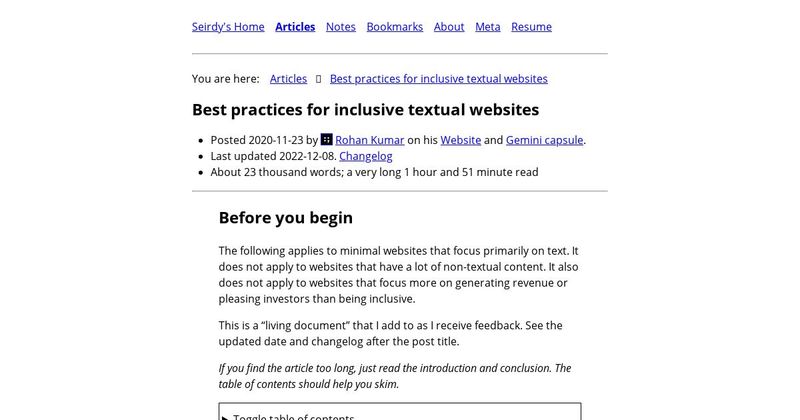 Seirdy's Home Articles Notes Bookmarks About Meta Resume
You are here: Articles Best practices for inclusive textual websites
Best practices for inclusive textual websites
• Posted 2020-11-23 by Rohan Kumar on his Website and Gemini capsule.
• Last updated 2022-12-08. Changelog
• About 23 thousand words; a very long 1 hour and 51 minute read
Before you begin
The following applies to minimal websites that focus primarily on text. It
does not apply to websites that have a lot of non-textual content. It also
does not apply to websites that focus more on generating revenue or
pleasing investors than being inclusive.
This is a “living document” that I add to as I receive feedback. See the
updated date and changelog after the post title.
If you find the article too long, just read the introduction and conclusion. The
table of contents should help you skim.
▶ Toggle table of contents